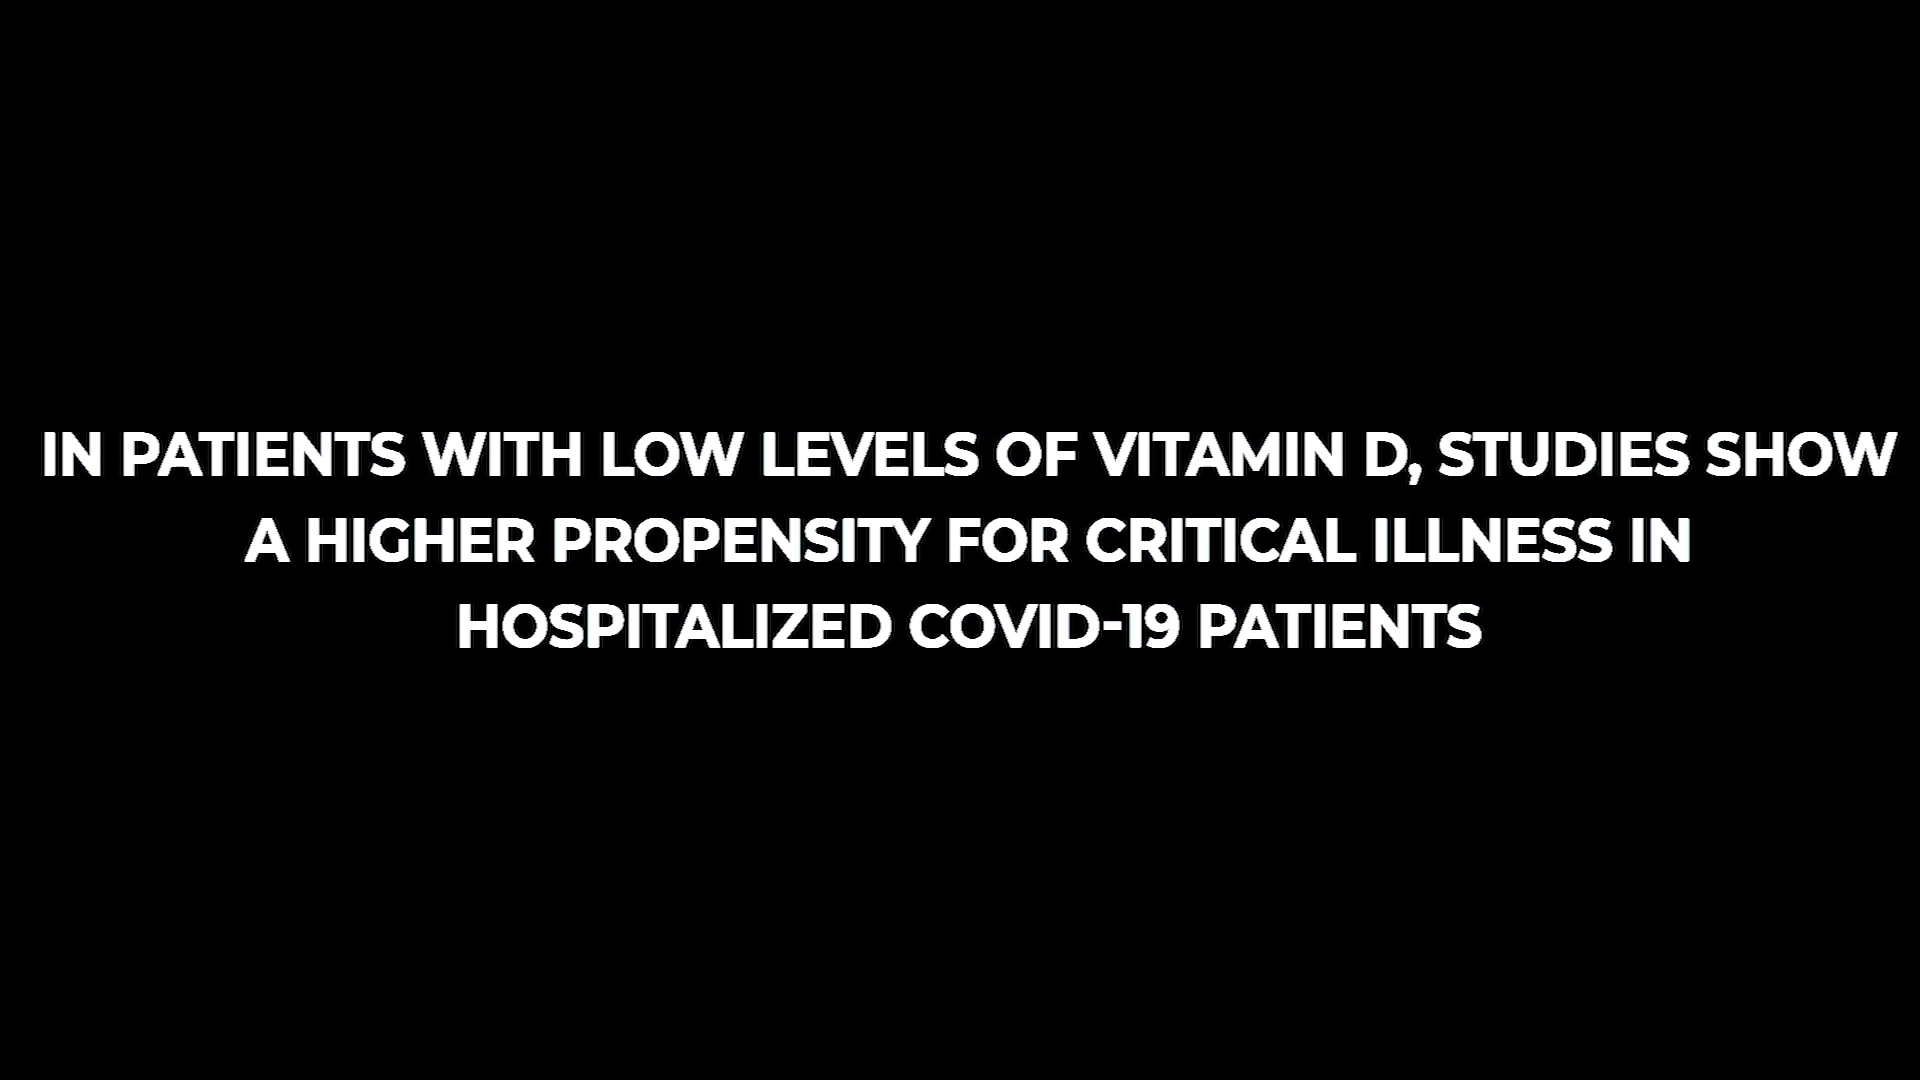 IN PATIENTS WITH LOW LEVELS OF VITAMIN D, STUDIES SHOW
A HIGHER PROPENSITY FOR CRITICAL ILLNESS IN
HOSPITALIZED COVID-19 PATIENTS